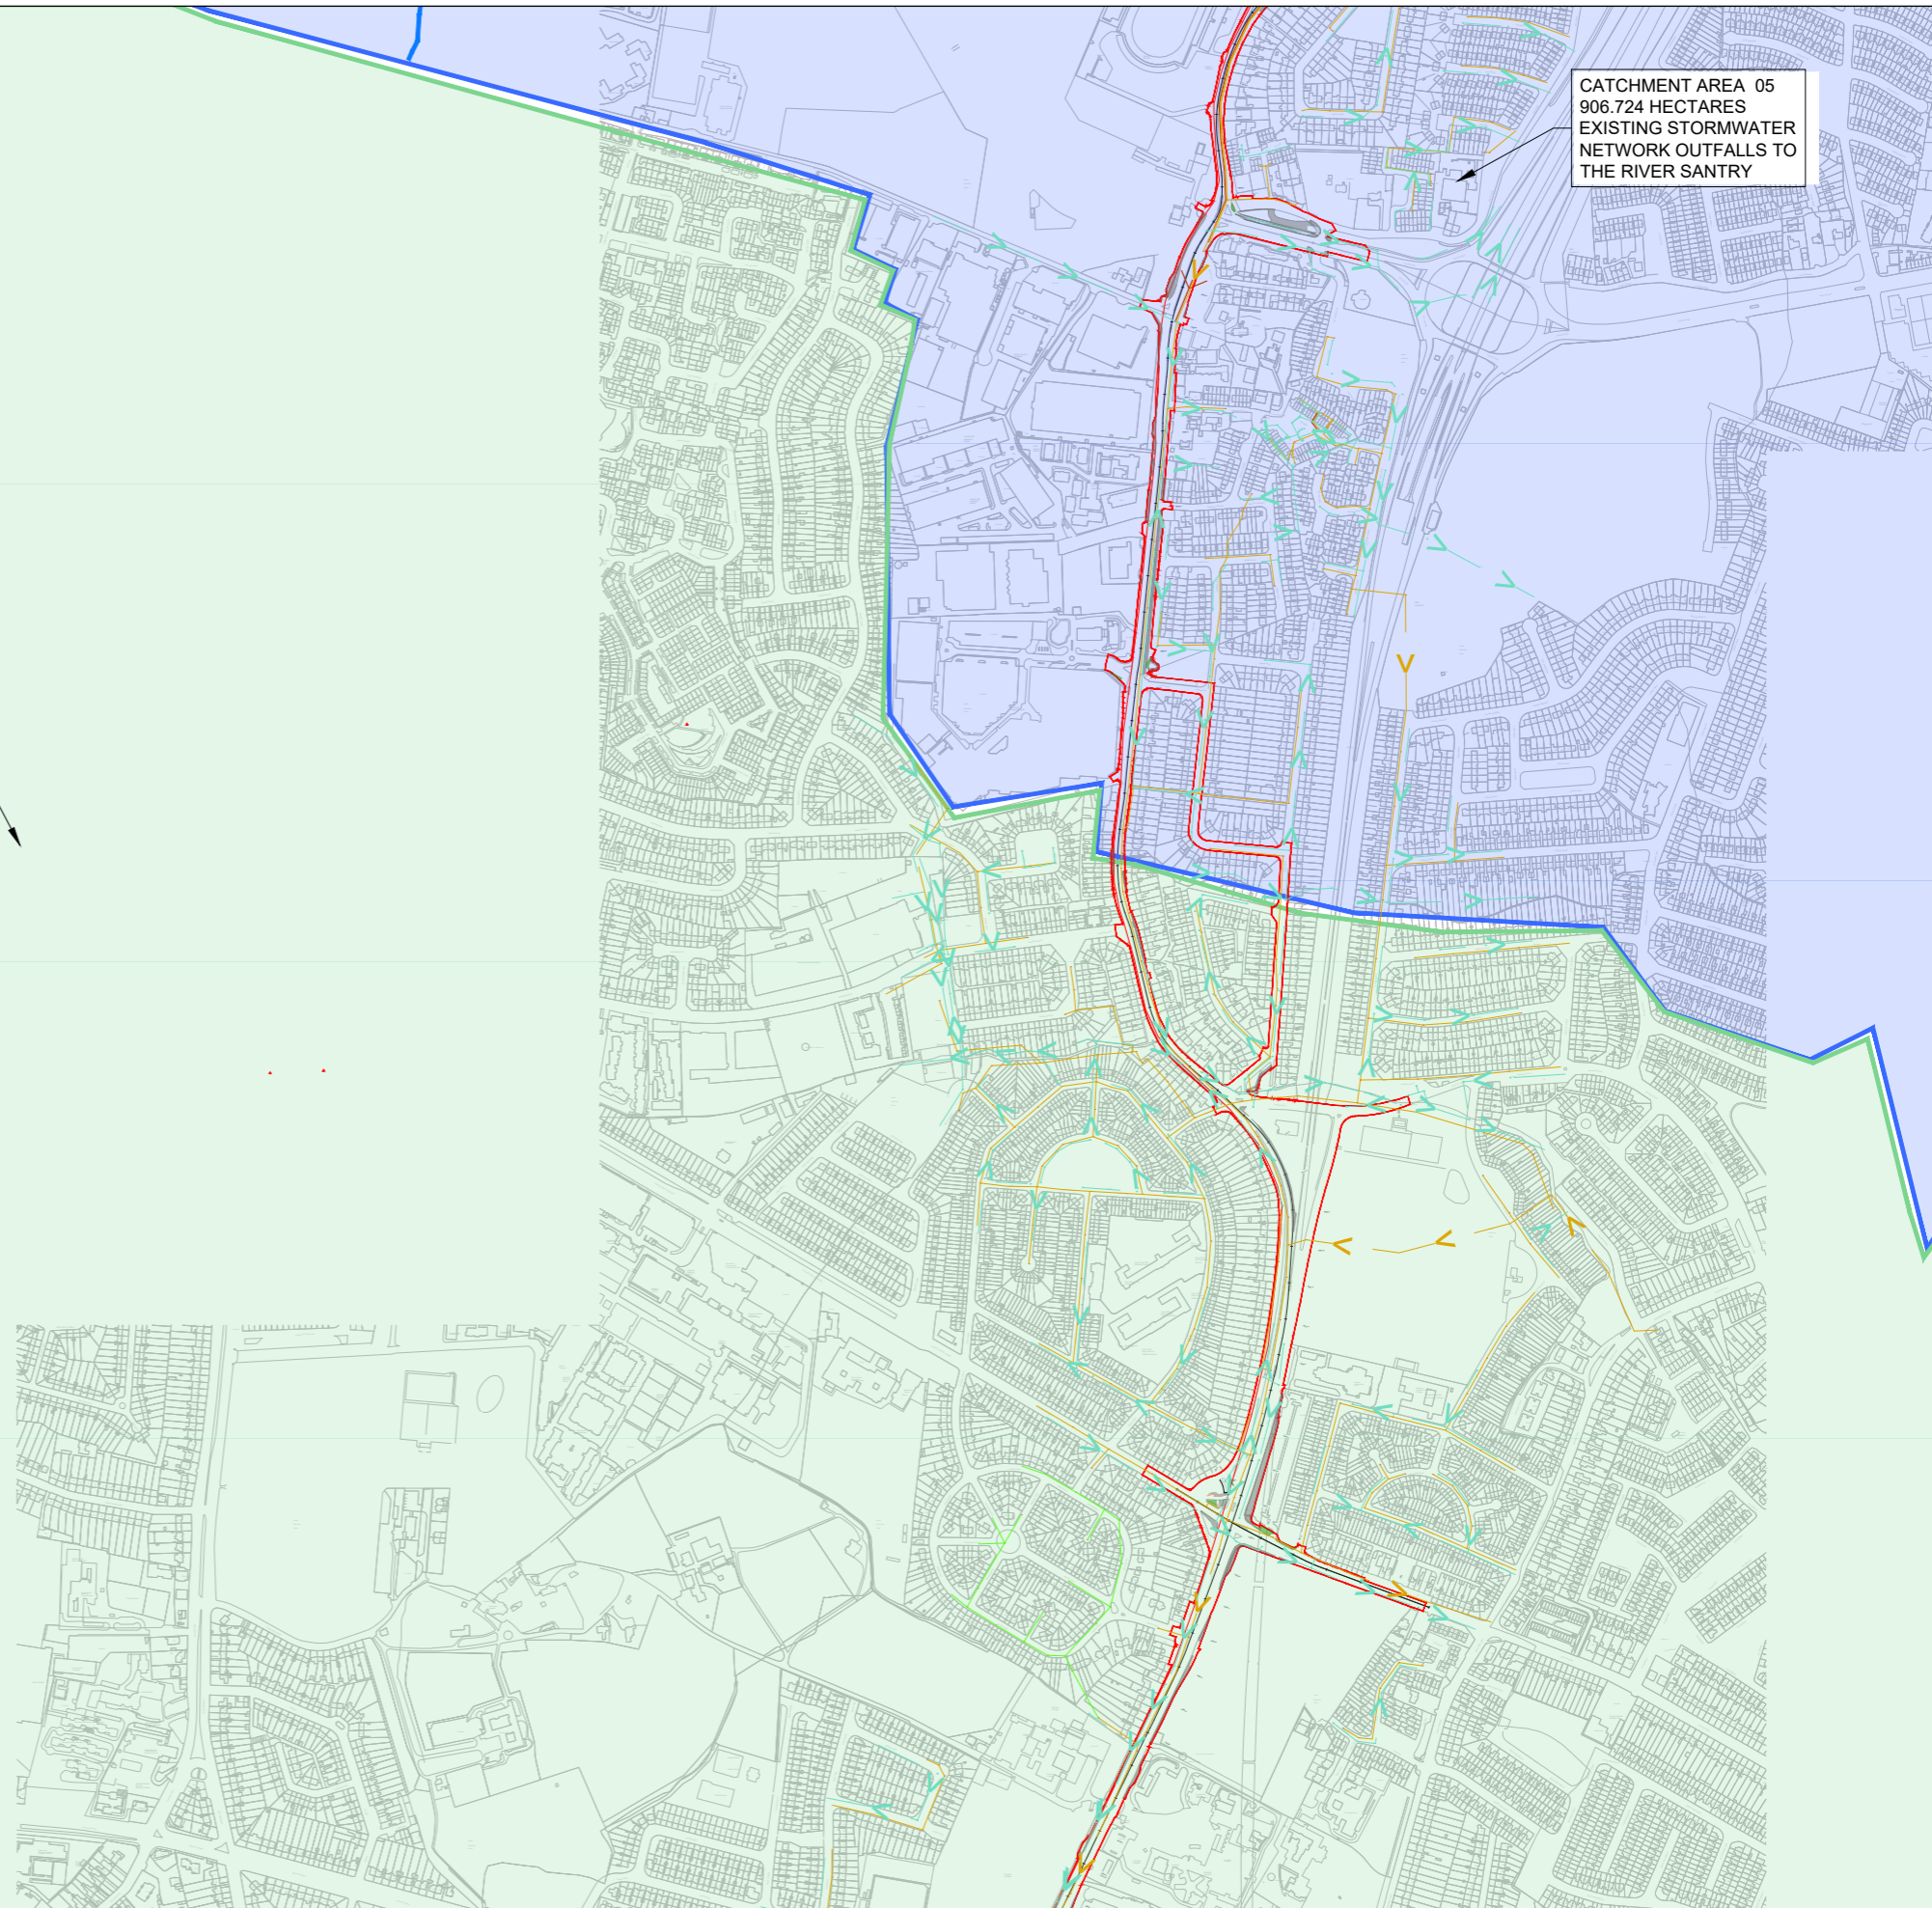 CATCHMENT AREA 05
906.724 HECTARES
EXISTING STORMWATER
NETWORK OUTFALLS TO
THE RIVER SANTRY